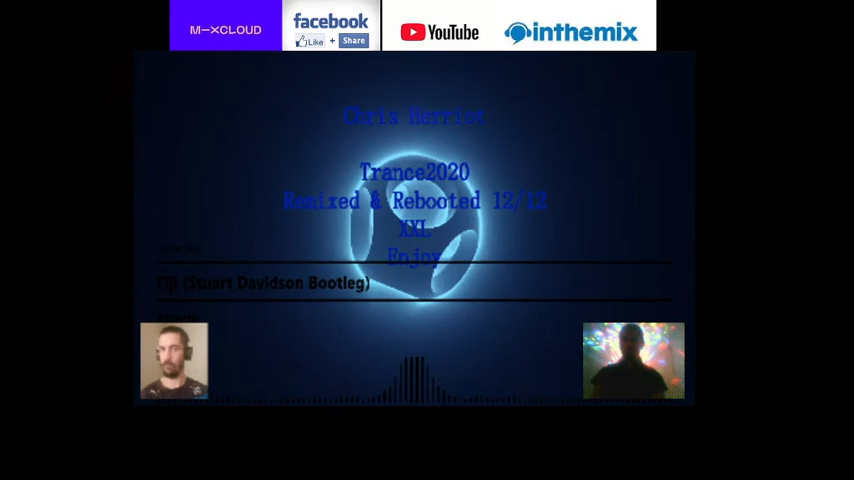 M-XCLOUD
facebook
Like + Share
YouTube
inthemix
Chris Herriot
Trance2020
Remixed & Rebooted 12/12
XXL
Enjoy
Fiji (Stuart Davidson Bootleg)